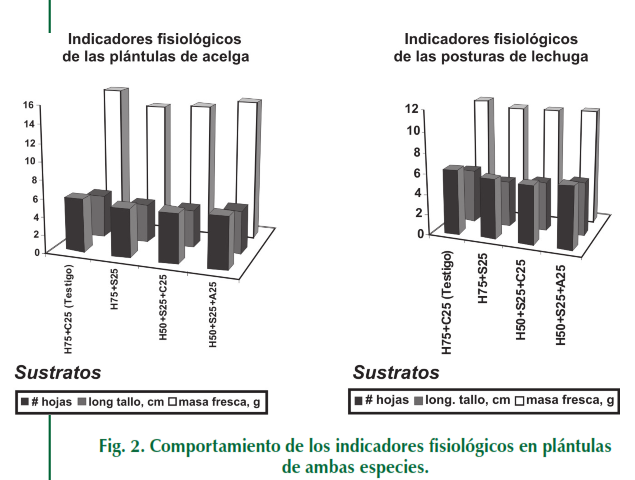 Indicadores fisiológicos
de las plántulas de acelga
16
14
12
10
8
6
4
2
0
H75+C25 (Testigo)
H75+S25
H50+S25+C25
H50+S25+A25
Sustratos
# hojas long tallo, cm masa fresca, g
Indicadores fisiológicos
de las posturas de lechuga
12
10
8
6
4
2
0
H75+C25 (Testigo)
H75+S25
H50+S25+C25
H50+S25+A25
Sustratos
# hojas long. tallo, cm masa fresca, g
Fig. 2. Comportamiento de los indicadores fisiológicos en plántulas
de ambas especies.